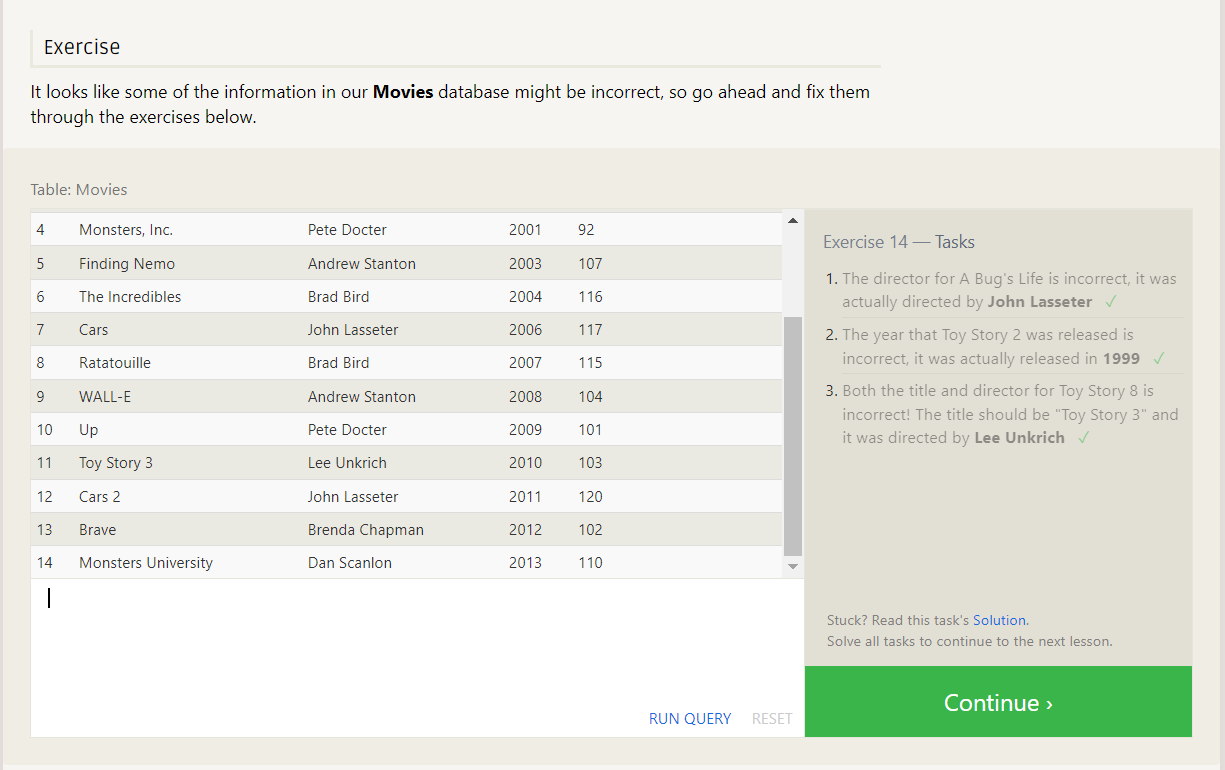 Exercise
It looks like some of the information in our Movies database might be incorrect, so go ahead and fix them
through the exercises below.
Table: Movies
4 Monsters, Inc. Pete Docter 2001 92
5 Finding Nemo Andrew Stanton 2003 107
6 The Incredibles Brad Bird 2004 116
7 Cars John Lasseter 2006 117
8 Ratatouille Brad Bird 2007 115
9 WALL-E Andrew Stanton 2008 104
10 Up Pete Docter 2009 101
11 Toy Story 3 Lee Unkrich 2010 103
12 Cars 2 John Lasseter 2011 120
13 Brave Brenda Chapman 2012 102
14 Monsters University Dan Scanlon 2013 110
RUN QUERY RESET
Exercise 14 — Tasks
1. The director for A Bug's Life is incorrect, it was
actually directed by John Lasseter ✓
2. The year that Toy Story 2 was released is
incorrect, it was actually released in 1999 ✓
3. Both the title and director for Toy Story 8 is
incorrect! The title should be "Toy Story 3" and
it was directed by Lee Unkrich ✓
Stuck? Read this task's Solution.
Solve all tasks to continue to the next lesson.
Continue ›